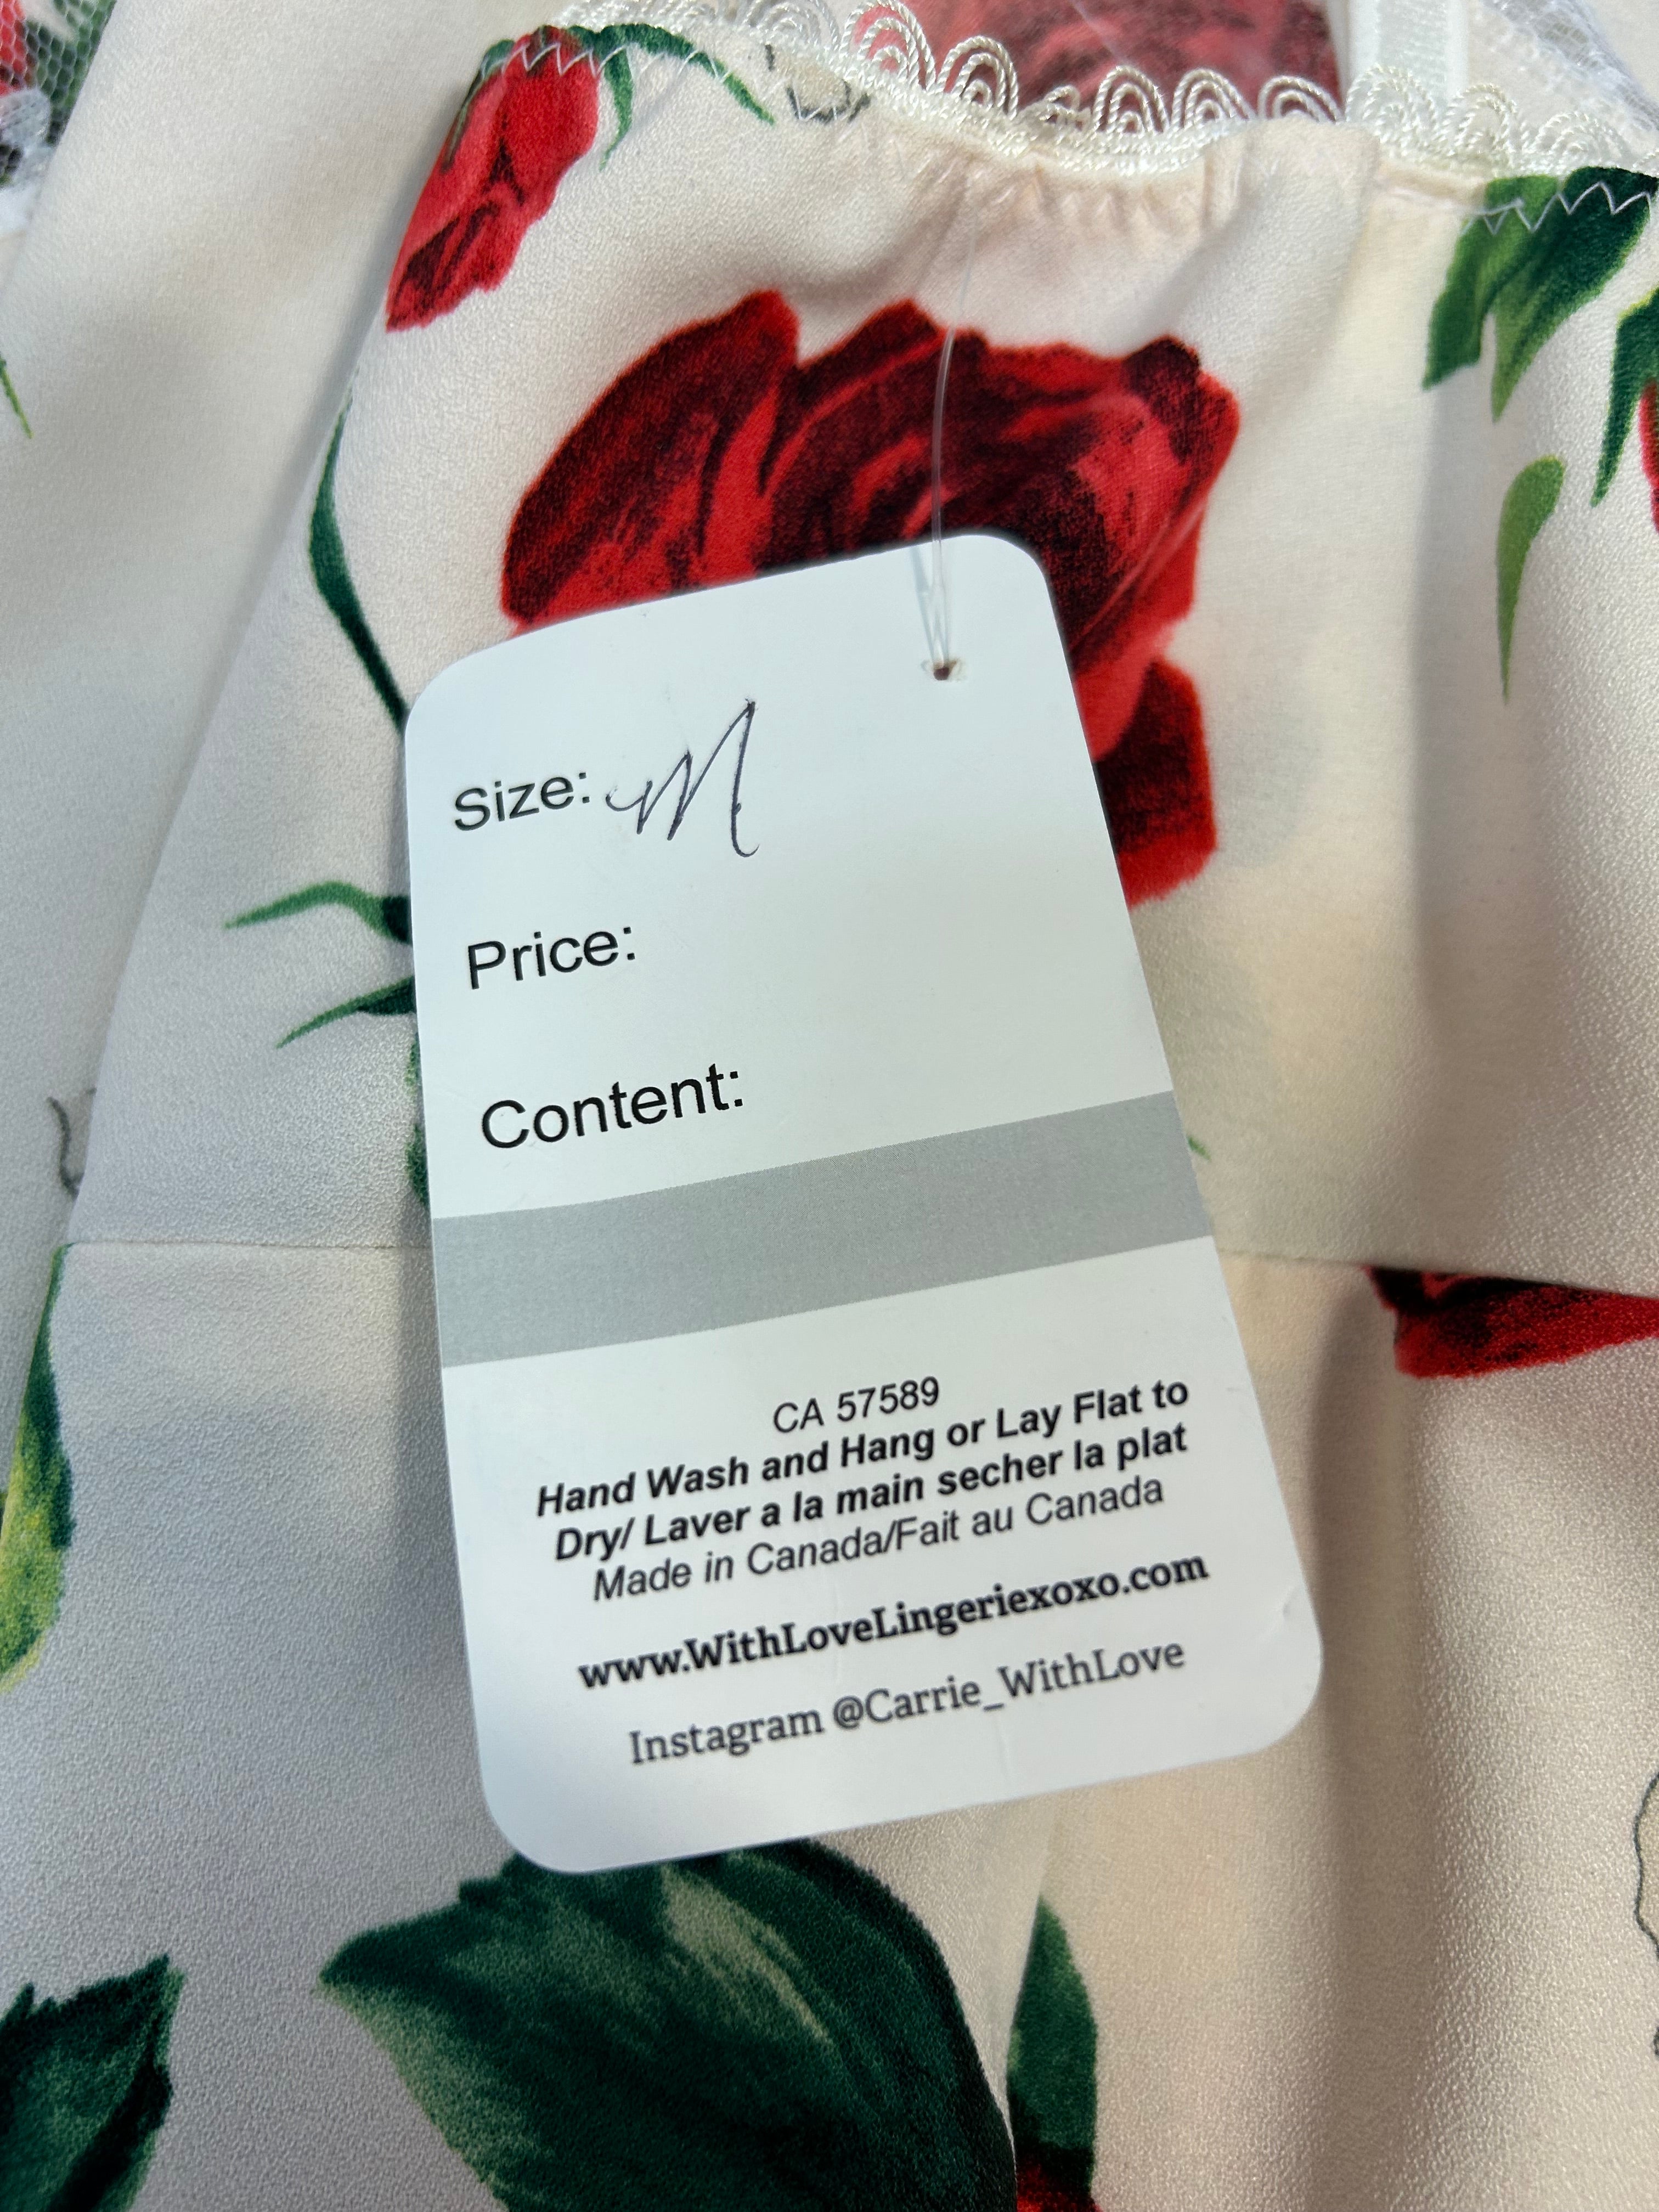 Size: M
Price:
Content:
CA 57589
Hand Wash and Hang or Lay Flat to
Dry/ Laver a la main secher la plat
Made in Canada/Fait au Canada
www.WithLoveLingeriexoxo.com
Instagram @Carrie_WithLove